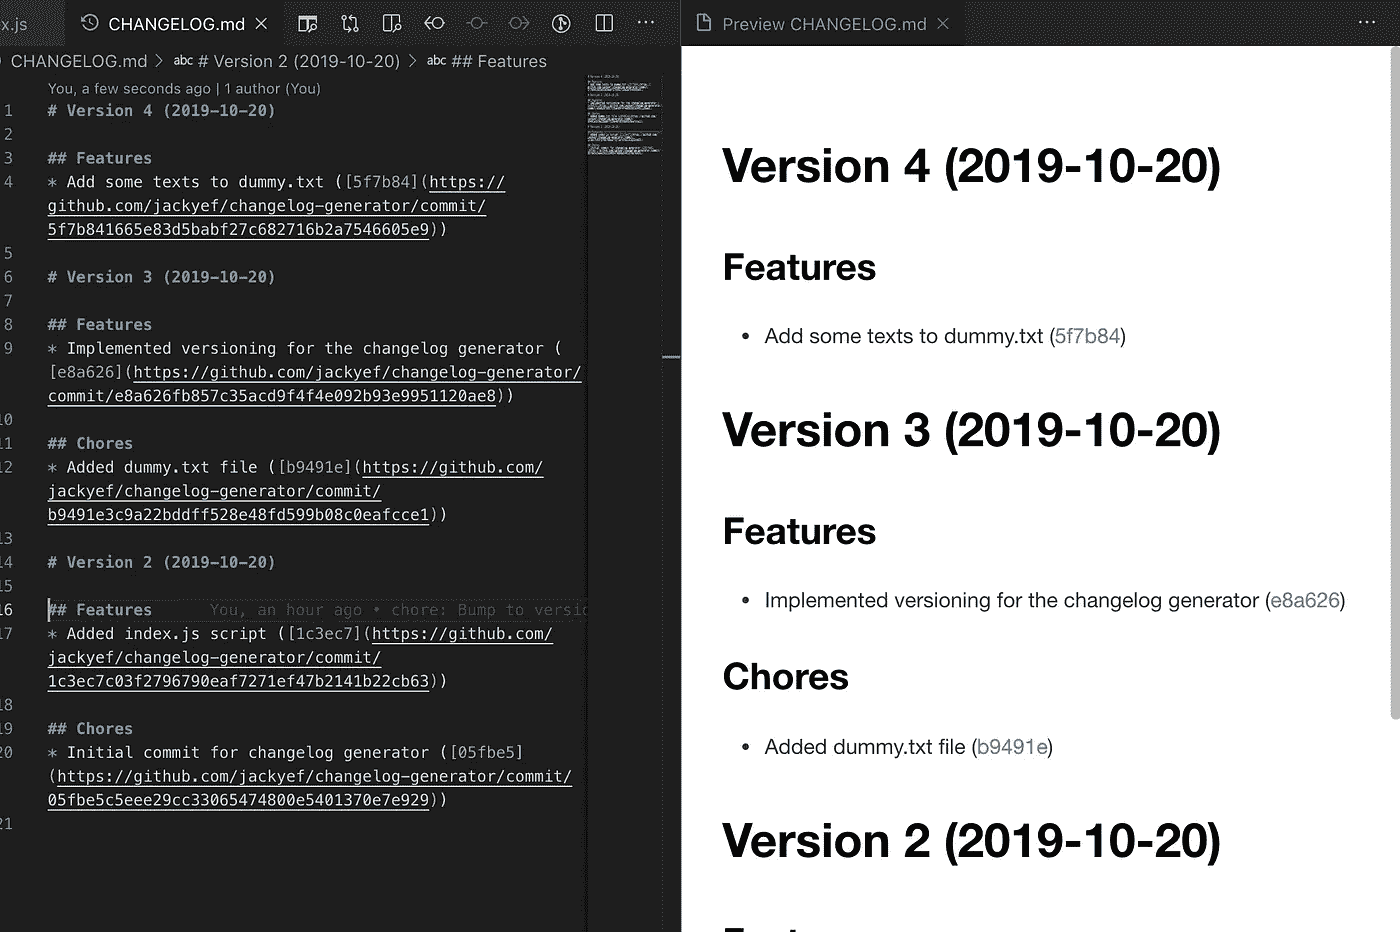 x.js
CHANGELOG.md
Preview CHANGELOG.md
CHANGELOG.md > abc # Version 2 (2019-10-20) > abc ## Features
You, a few seconds ago | 1 author (You)
1 # Version 4 (2019-10-20)
2
3 ## Features
4 * Add some texts to dummy.txt ([5f7b84](https://
github.com/jackyef/changelog-generator/commit/
5f7b841665e83d5babf27c682716b2a7546605e9))
5
6 # Version 3 (2019-10-20)
7
8 ## Features
9 * Implemented versioning for the changelog generator (
[e8a626](https://github.com/jackyef/changelog-generator/
commit/e8a626fb857c35acd9f4f4e092b93e9951120ae8))
10
11 ## Chores
12 * Added dummy.txt file ([b9491e](https://github.com/
jackyef/changelog-generator/commit/
b9491e3c9a22bddff528e48fd599b08c0eafcce1))
13
14 # Version 2 (2019-10-20)
15
16 ## Features You, an hour ago • chore: Bump to versio
17 * Added index.js script ([1c3ec7](https://github.com/
jackyef/changelog-generator/commit/
1c3ec7c03f2796790eaf7271ef47b2141b22cb63))
18
19 ## Chores
20 * Initial commit for changelog generator ([05fbe5]
(https://github.com/jackyef/changelog-generator/commit/
05fbe5c5eee29cc33065474800e5401370e7e929))
21
Version 4 (2019-10-20)
Features
• Add some texts to dummy.txt (5f7b84)
Version 3 (2019-10-20)
Features
• Implemented versioning for the changelog generator (e8a626)
Chores
• Added dummy.txt file (b9491e)
Version 2 (2019-10-20)